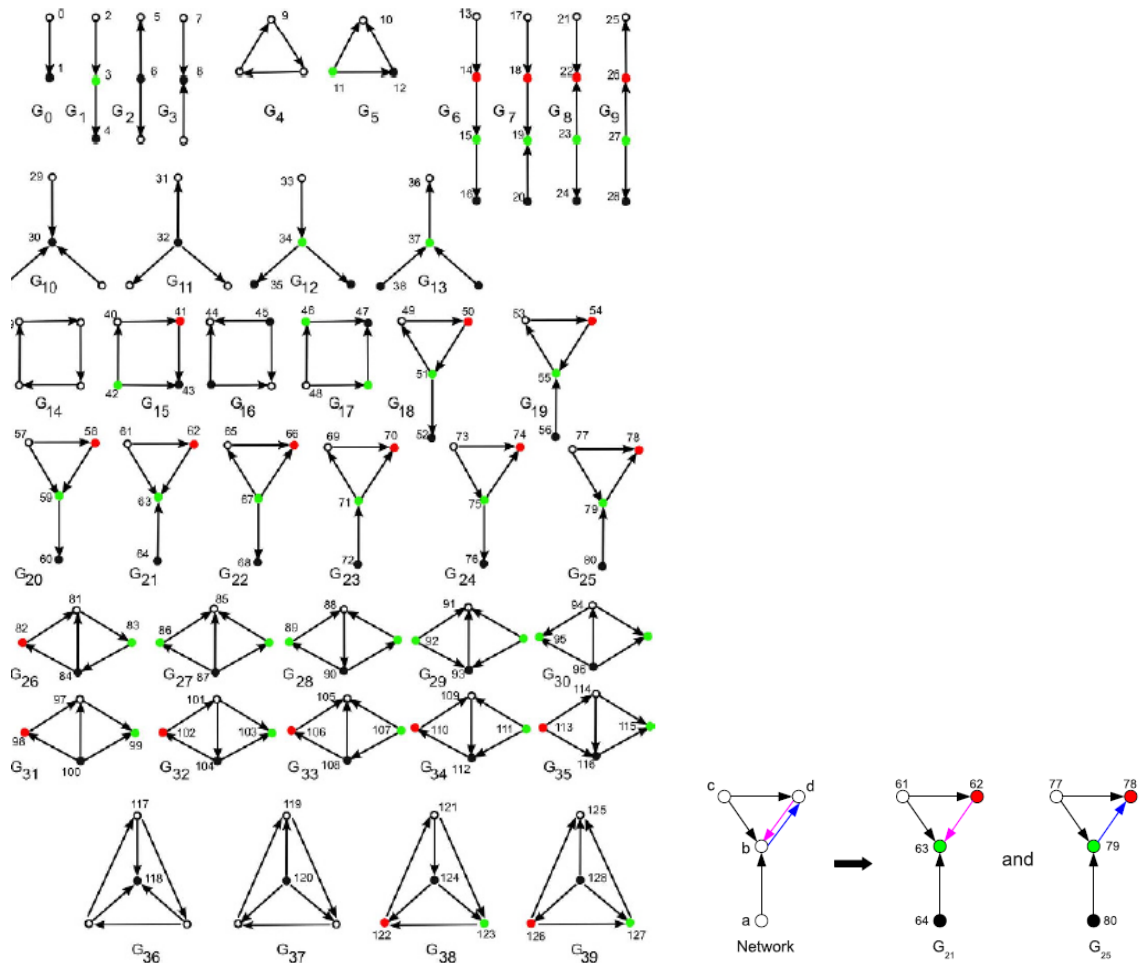 0 2 5 7 9 10 13 17 21 25
1 3 6 8 11 12 14 18 22 26
4 15 19 23 27
16 20 24 28
G0 G1 G2 G3 G4 G5 G6 G7 G8 G9
29 31 33 36
30 32 34 37
35 38
G10 G11 G12 G13
9 40 41 44 45 46 47 49 50 53 54
42 43 48 51 55
52 56
G14 G15 G16 G17 G18 G19
57 58 61 62 65 66 69 70 73 74 77 78
59 63 67 71 75 79
60 64 68 72 76 80
G20 G21 G22 G23 G24 G25
81 85 88 91 94
82 83 86 89 92 95
84 87 90 93 96
G26 G27 G28 G29 G30
97 101 105 109 114
98 99 102 103 106 107 110 111 113 115
100 104 108 112 116
G31 G32 G33 G34 G35
117 119 121 125
118 120 124 128
122 123 126 127
G36 G37 G38 G39
c d 61 62 77 78
b 63 and 79
a 64 80
Network G21 G25